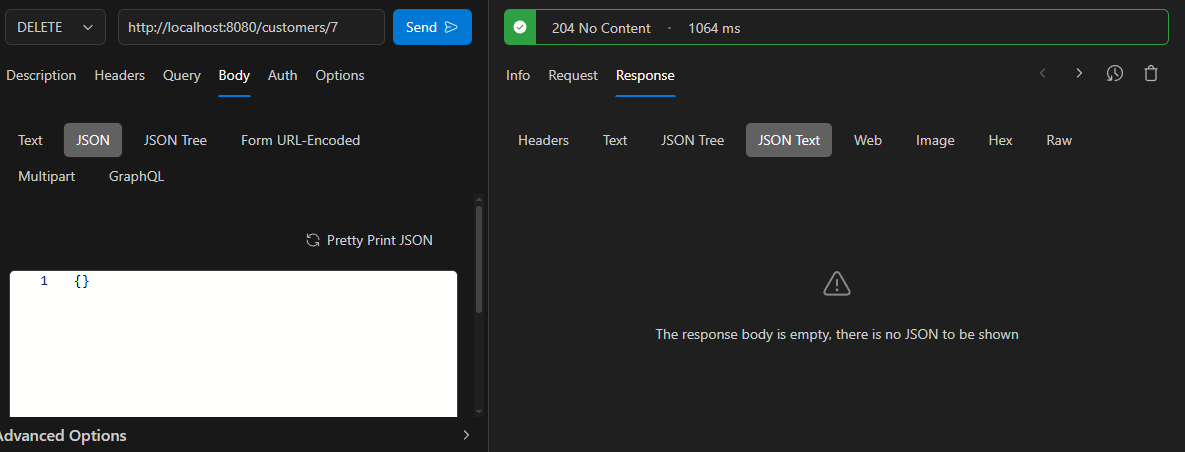 DELETE http://localhost:8080/customers/7 Send
Description Headers Query Body Auth Options
Text JSON JSON Tree Form URL-Encoded
Multipart GraphQL
Pretty Print JSON
1 {}
Advanced Options
204 No Content · 1064 ms
Info Request Response
Headers Text JSON Tree JSON Text Web Image Hex Raw
The response body is empty, there is no JSON to be shown